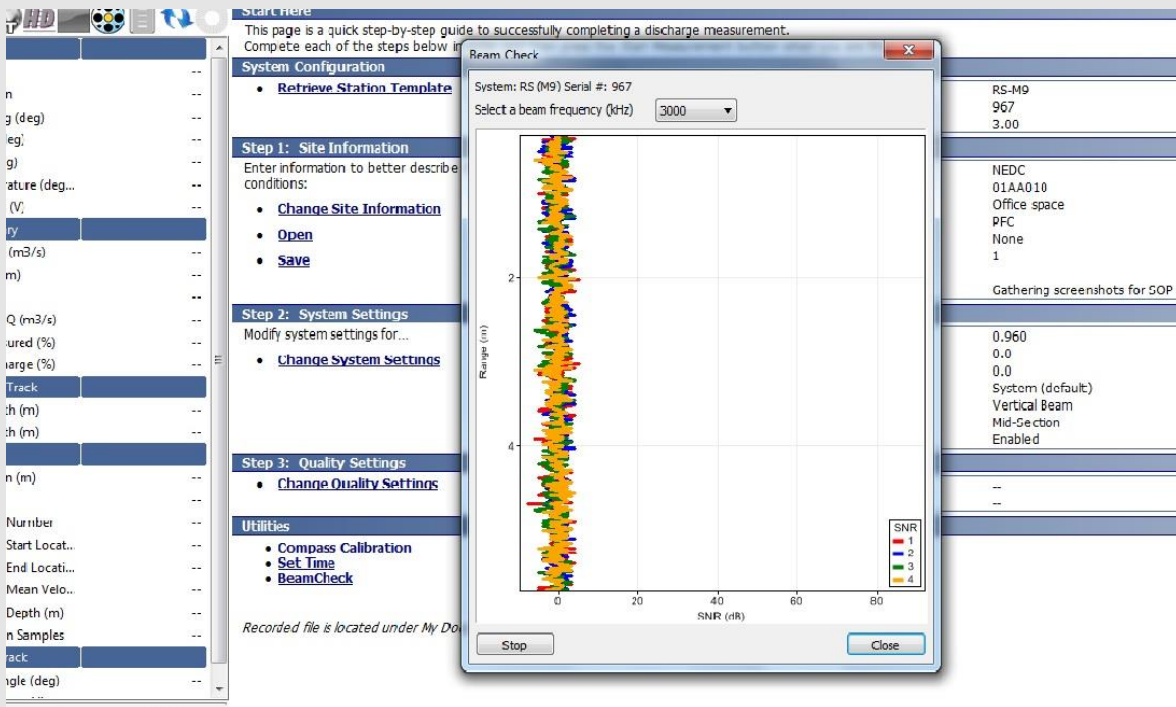 HD
Start Here
This page is a quick step-by-step guide to successfully completing a discharge measurement.
Compete each of the steps below
System Configuration
Retrieve Station Template
RS-M9
967
3.00
Step 1: Site Information
Enter information to better describe
conditions:
Change Site Information
Open
Save
NEDC
01AA010
Office space
PFC
None
1
Gathering screenshots for SOP
Step 2: System Settings
Modify system settings for...
Change System Settings
0.960
0.0
0.0
System (default)
Vertical Beam
Mid-Section
Enabled
Step 3: Quality Settings
Change Quality Settings
--
--
Utilities
Compass Calibration
Set Time
BeamCheck
Recorded file is located under My Do
Beam Check
System: RS (M9) Serial #: 967
Select a beam frequency (kHz) 3000
Range (m)
2
4
0 20 40 60 80
SNR (dB)
SNR
1
2
3
4
Stop Close
--
n --
g (deg) --
eg) --
g) --
rature (deg... --
(V) --
ry
(m3/s) --
m) --
--
Q (m3/s) --
ured (%) --
arge (%) --
Track
th (m) --
th (m) --
n (m) --
--
Number --
Start Locat... --
End Locati... --
Mean Velo... --
Depth (m) --
n Samples --
rack
ngle (deg) --